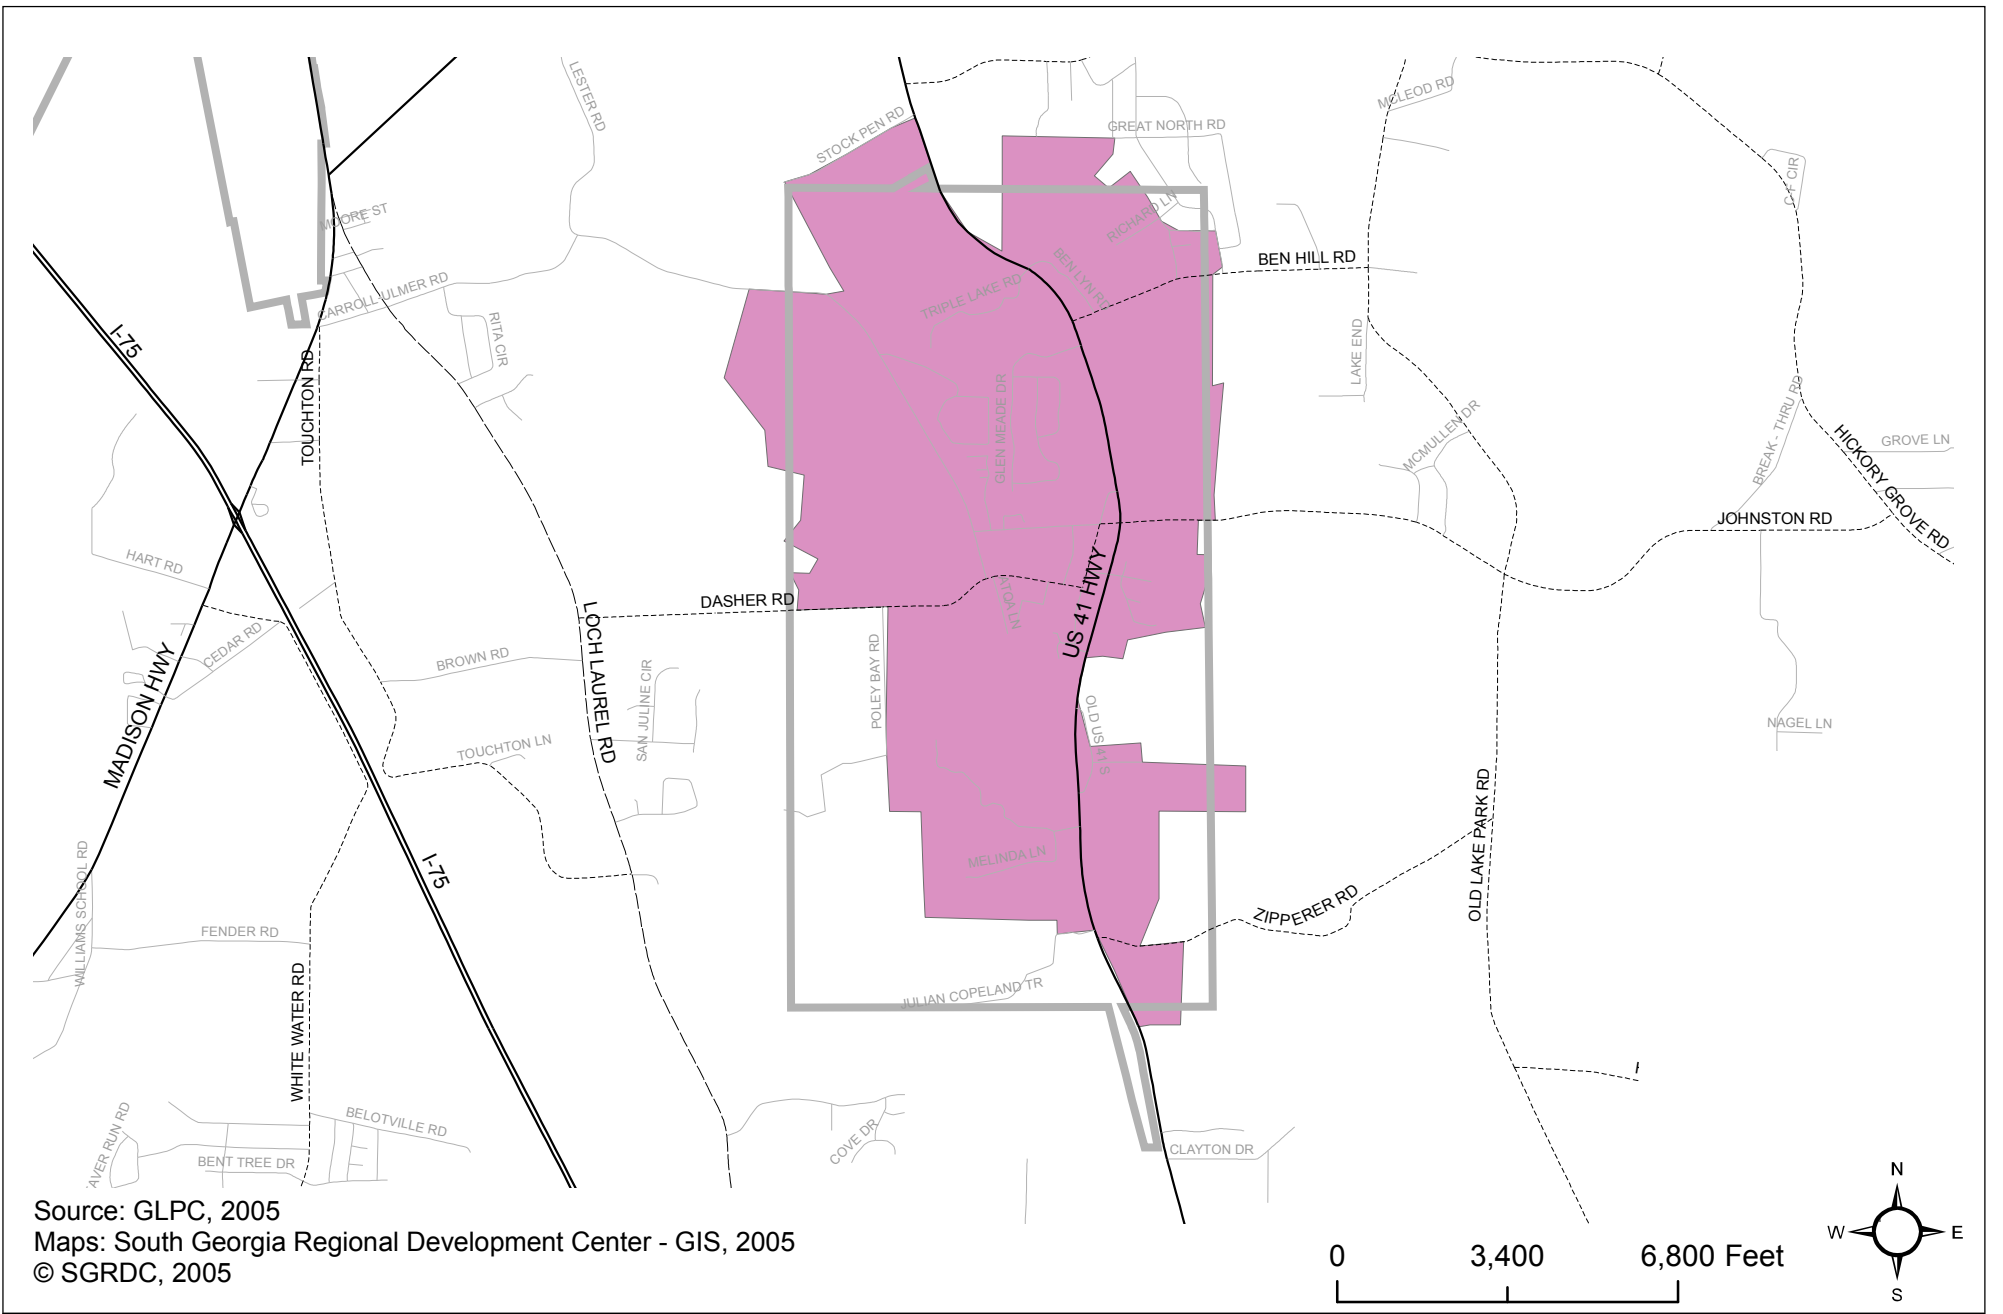 LESTER RD
STOCK PEN RD
GREAT NORTH RD
MCLEOD RD
C-F CIR
MOORE ST
RICHARD LN
BEN HILL RD
BEN LYN RD
TRIPLE LAKE RD
CARROLL-ULMER RD
RITA CIR
I-75
TOUCHTON RD
LAKE END
GLEN MEADE DR
MCMULLEN DR
BREAK - THRU RD
HICKORY GROVE RD
GROVE LN
JOHNSTON RD
HART RD
DASHER RD
US 41 HWY
LOCH LAUREL RD
CEDAR RD
MADISON HWY
BROWN RD
SAN JULINE CIR
POLEY BAY RD
OLD US 41 S
NAGEL LN
TOUCHTON LN
OLD LAKE PARK RD
I-75
MELINDA LN
WILLIAMS SCHOOL RD
ZIPPERER RD
FENDER RD
WHITE WATER RD
JULIAN COPELAND TR
BELOTVILLE RD
AVER RUN RD
BENT TREE DR
COVE DR
CLAYTON DR
Source: GLPC, 2005
Maps: South Georgia Regional Development Center - GIS, 2005
© SGRDC, 2005
0 3,400 6,800 Feet
N
W E
S